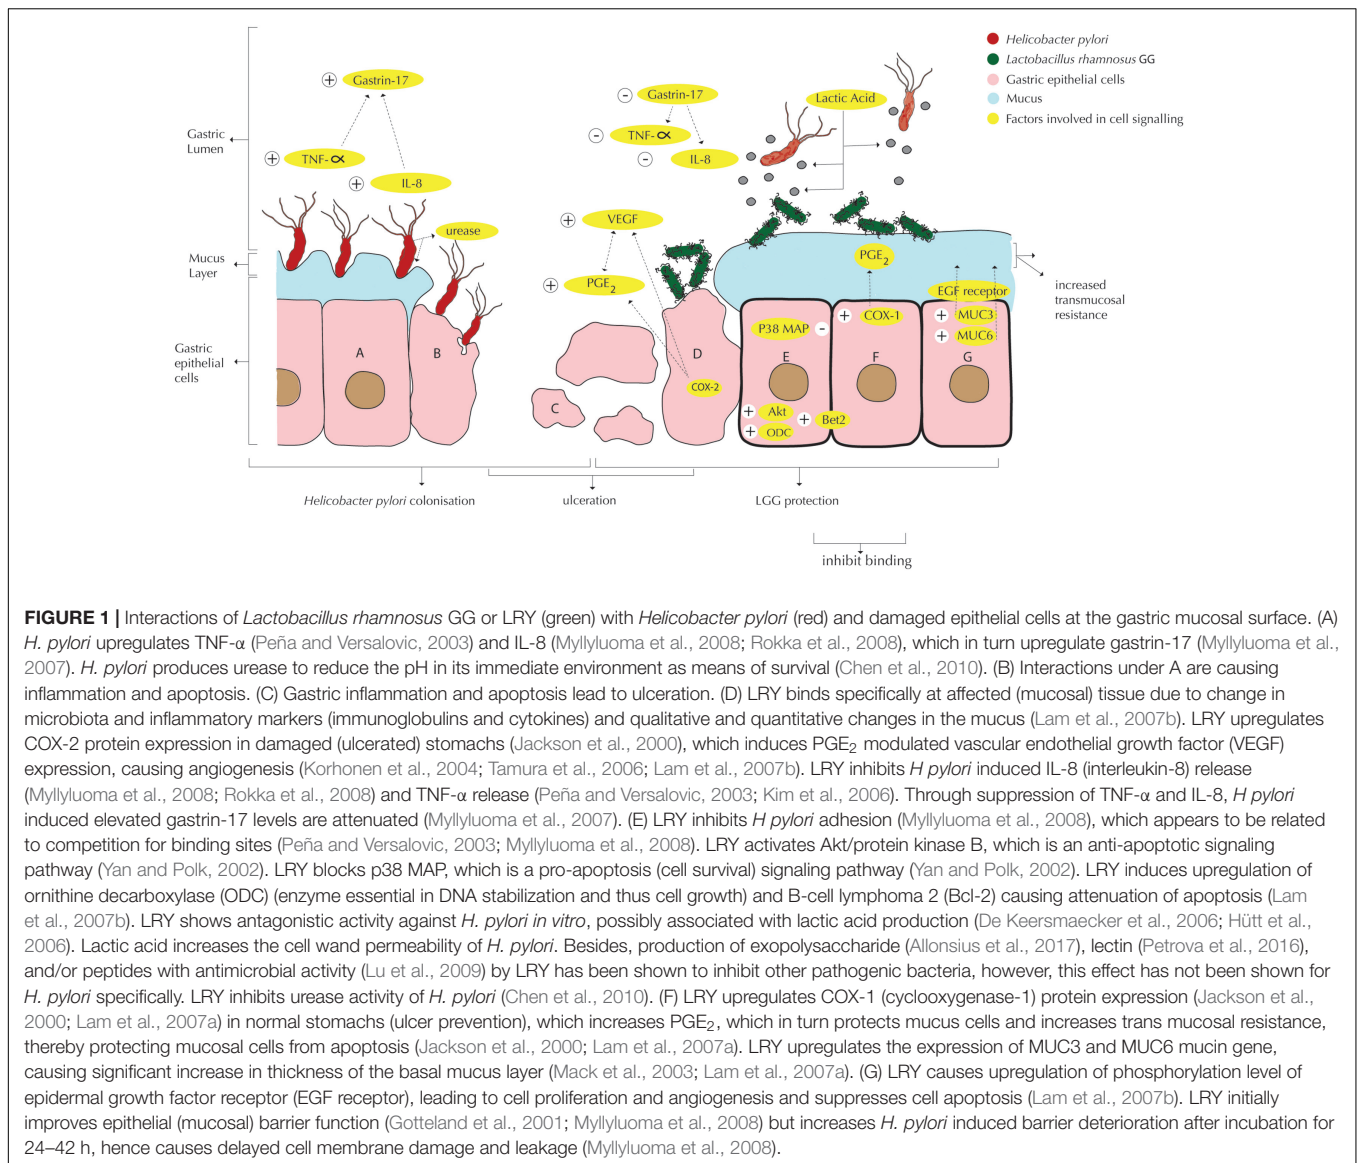 Helicobacter pylori
Lactobacillus rhamnosus GG
Gastric epithelial cells
Mucus
Factors involved in cell signalling
+ Gastrin-17
+ TNF-α
+ IL-8
urease
Gastric
Lumen
Mucus
Layer
Gastric
epithelial
cells
A
B
C
- Gastrin-17
- TNF-α
- IL-8
Lactic Acid
+ VEGF
+ PGE2
D
COX-2
PGE2
EGF receptor
P38 MAP -
+ COX-1
+ MUC3
+ MUC6
E
F
G
+ Akt
+ ODC
+ Bet2
increased
transmucosal
resistance
Helicobacter pylori colonisation
ulceration
LGG protection
inhibit binding
FIGURE 1 | Interactions of Lactobacillus rhamnosus GG or LRY (green) with Helicobacter pylori (red) and damaged epithelial cells at the gastric mucosal surface. (A)
H. pylori upregulates TNF-α (Peña and Versalovic, 2003) and IL-8 (Myllyluoma et al., 2008; Rokka et al., 2008), which in turn upregulate gastrin-17 (Myllyluoma et al.,
2007). H. pylori produces urease to reduce the pH in its immediate environment as means of survival (Chen et al., 2010). (B) Interactions under A are causing
inflammation and apoptosis. (C) Gastric inflammation and apoptosis lead to ulceration. (D) LRY binds specifically at affected (mucosal) tissue due to change in
microbiota and inflammatory markers (immunoglobulins and cytokines) and qualitative and quantitative changes in the mucus (Lam et al., 2007b). LRY upregulates
COX-2 protein expression in damaged (ulcerated) stomachs (Jackson et al., 2000), which induces PGE2 modulated vascular endothelial growth factor (VEGF)
expression, causing angiogenesis (Korhonen et al., 2004; Tamura et al., 2006; Lam et al., 2007b). LRY inhibits H pylori induced IL-8 (interleukin-8) release
(Myllyluoma et al., 2008; Rokka et al., 2008) and TNF-α release (Peña and Versalovic, 2003; Kim et al., 2006). Through suppression of TNF-α and IL-8, H pylori
induced elevated gastrin-17 levels are attenuated (Myllyluoma et al., 2007). (E) LRY inhibits H pylori adhesion (Myllyluoma et al., 2008), which appears to be related
to competition for binding sites (Peña and Versalovic, 2003; Myllyluoma et al., 2008). LRY activates Akt/protein kinase B, which is an anti-apoptotic signaling
pathway (Yan and Polk, 2002). LRY blocks p38 MAP, which is a pro-apoptosis (cell survival) signaling pathway (Yan and Polk, 2002). LRY induces upregulation of
ornithine decarboxylase (ODC) (enzyme essential in DNA stabilization and thus cell growth) and B-cell lymphoma 2 (Bcl-2) causing attenuation of apoptosis (Lam
et al., 2007b). LRY shows antagonistic activity against H. pylori in vitro, possibly associated with lactic acid production (De Keersmaecker et al., 2006; Hütt et al.,
2006). Lactic acid increases the cell wand permeability of H. pylori. Besides, production of exopolysaccharide (Allonsius et al., 2017), lectin (Petrova et al., 2016),
and/or peptides with antimicrobial activity (Lu et al., 2009) by LRY has been shown to inhibit other pathogenic bacteria, however, this effect has not been shown for
H. pylori specifically. LRY inhibits urease activity of H. pylori (Chen et al., 2010). (F) LRY upregulates COX-1 (cyclooxygenase-1) protein expression (Jackson et al.,
2000; Lam et al., 2007a) in normal stomachs (ulcer prevention), which increases PGE2, which in turn protects mucus cells and increases trans mucosal resistance,
thereby protecting mucosal cells from apoptosis (Jackson et al., 2000; Lam et al., 2007a). LRY upregulates the expression of MUC3 and MUC6 mucin gene,
causing significant increase in thickness of the basal mucus layer (Mack et al., 2003; Lam et al., 2007a). (G) LRY causes upregulation of phosphorylation level of
epidermal growth factor receptor (EGF receptor), leading to cell proliferation and angiogenesis and suppresses cell apoptosis (Lam et al., 2007b). LRY initially
improves epithelial (mucosal) barrier function (Gotteland et al., 2001; Myllyluoma et al., 2008) but increases H. pylori induced barrier deterioration after incubation for
24–42 h, hence causes delayed cell membrane damage and leakage (Myllyluoma et al., 2008).